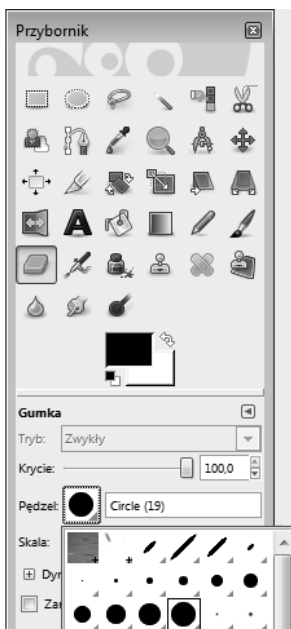 Przybornik
A
Gumka
Tryb: Zwykły
Krycie: 100,0
Pędzel: Circle (19)
Skala: